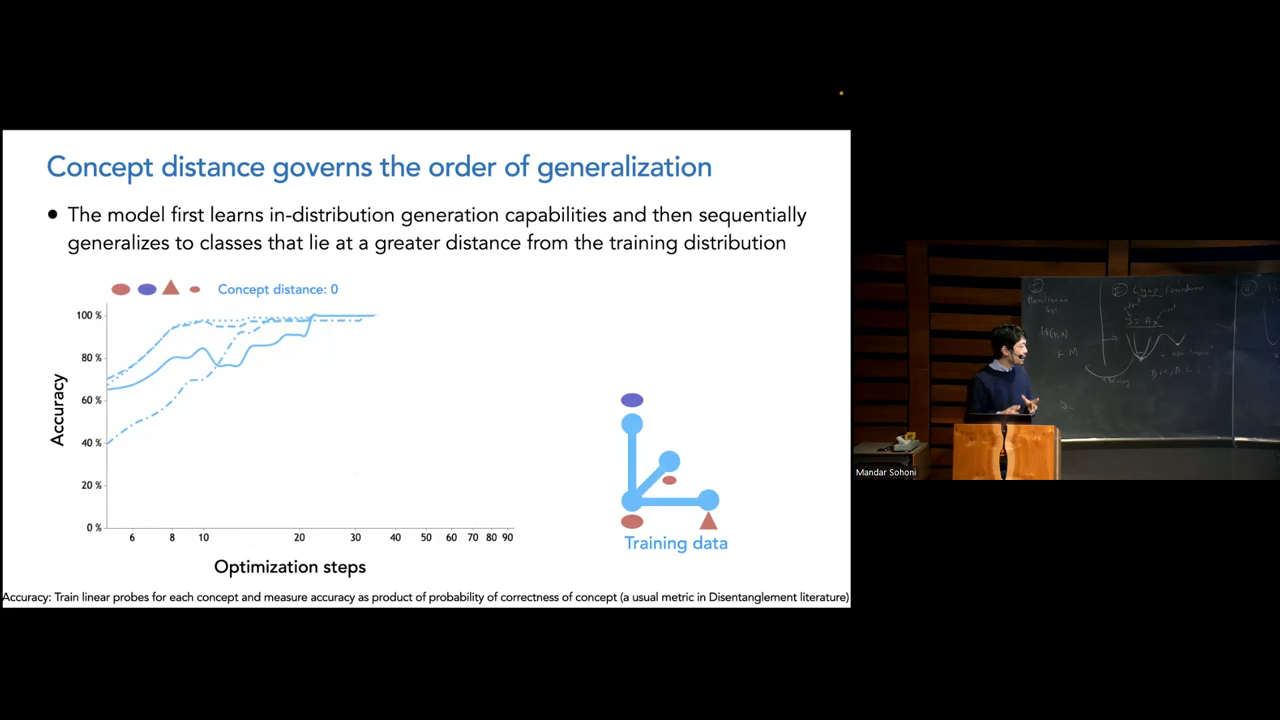 Concept distance governs the order of generalization
● The model first learns in-distribution generation capabilities and then sequentially
generalizes to classes that lie at a greater distance from the training distribution
Concept distance: 0
100 %
80 %
60 %
40 %
20 %
0 %
Accuracy
6 8 10 20 30 40 50 60 70 80 90
Optimization steps
Training data
Accuracy: Train linear probes for each concept and measure accuracy as product of probability of correctness of concept (a usual metric in Disentanglement literature)
Mandar Sohoni